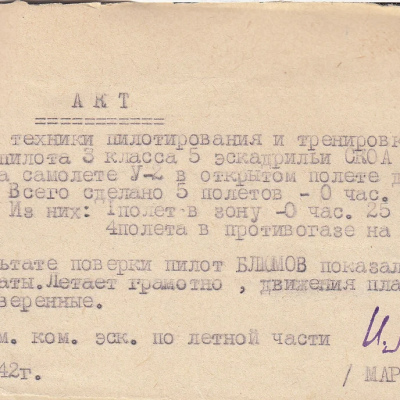 АКТ
техники пилотирования и тренировк
пилота 3 класса 5 эскадрильи СКОА
а самолете У-2 в открытом полете д
Всего сделано 5 полетов - 0 час.
Из них: 1полет в зону -0 час. 25
4полета в противогазе на
ьтате поверки пилот БЛЮМОВ показал
аты.Летает грамотно , движения пла
веренные.
м. ком. эск. по летной части
42г. / МАР